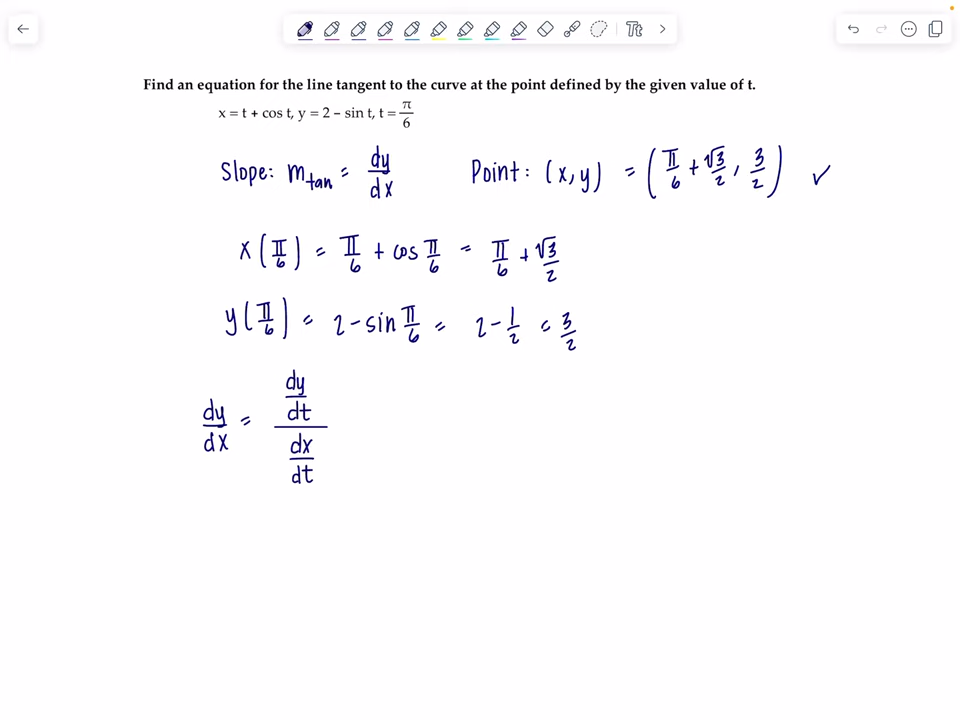 Tt
Find an equation for the line tangent to the curve at the point defined by the given value of t.
x = t + cos t, y = 2 – sin t, t = π/6
Slope: m_tan = dy/dx    Point: (x, y) = (π/6 + √3/2, 3/2) ✓
x(π/6) = π/6 + cos π/6 = π/6 + √3/2
y(π/6) = 2 - sin π/6 = 2 - 1/2 = 3/2
dy/dx = (dy/dt)/(dx/dt)